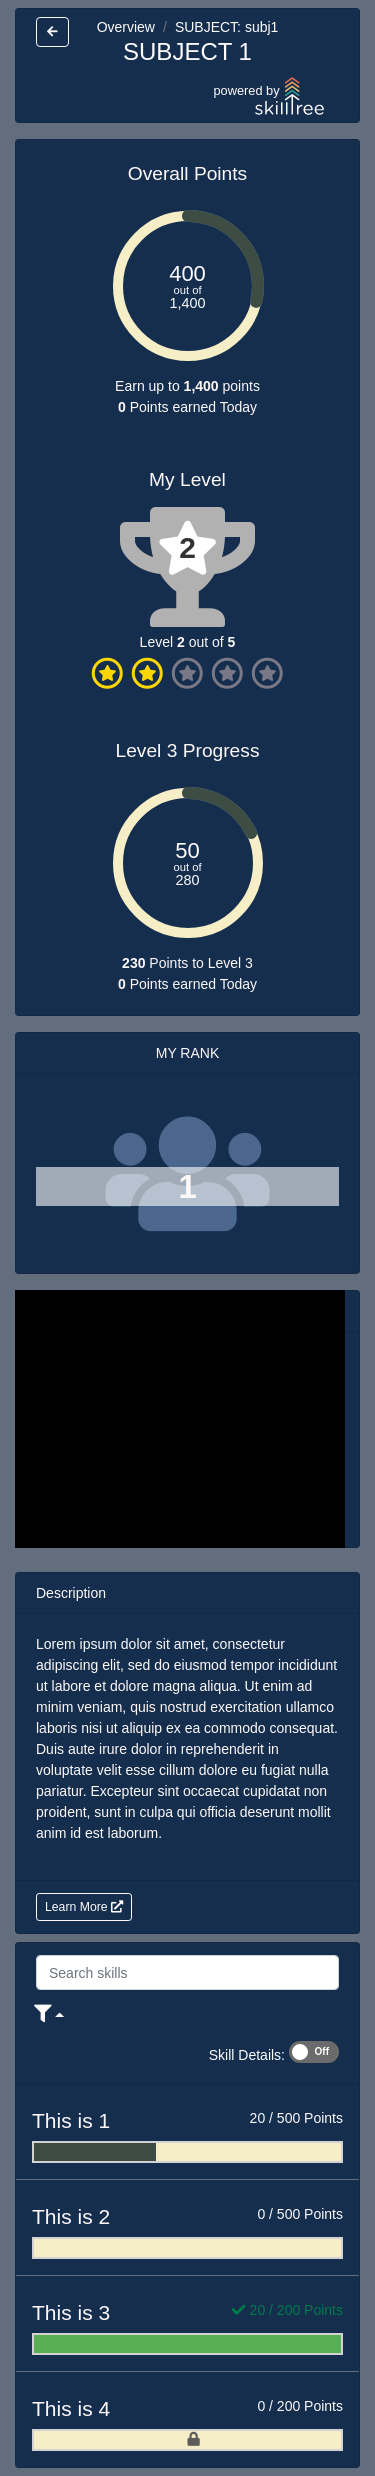 Overview / SUBJECT: subj1
SUBJECT 1
powered by
skilltree
Overall Points
400
out of
1,400
Earn up to 1,400 points
0 Points earned Today
My Level
2
Level 2 out of 5
Level 3 Progress
50
out of
280
230 Points to Level 3
0 Points earned Today
MY RANK
1
Description
Lorem ipsum dolor sit amet, consectetur
adipiscing elit, sed do eiusmod tempor incididunt
ut labore et dolore magna aliqua. Ut enim ad
minim veniam, quis nostrud exercitation ullamco
laboris nisi ut aliquip ex ea commodo consequat.
Duis aute irure dolor in reprehenderit in
voluptate velit esse cillum dolore eu fugiat nulla
pariatur. Excepteur sint occaecat cupidatat non
proident, sunt in culpa qui officia deserunt mollit
anim id est laborum.
Learn More
Search skills
Skill Details: Off
This is 1 20 / 500 Points
This is 2 0 / 500 Points
This is 3 20 / 200 Points
This is 4 0 / 200 Points